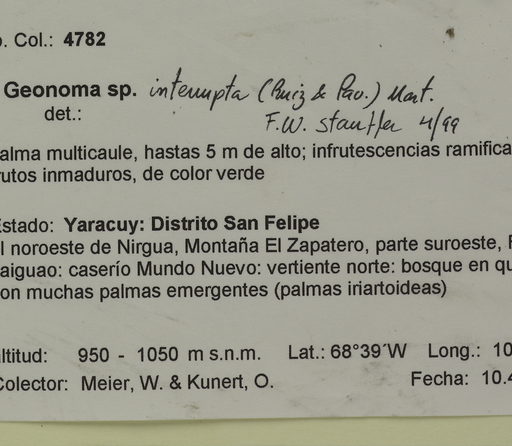 o. Col.: 4782
Geonoma sp. interrupta (Ruiz & Pav.) Mart.
det.: F.W. Stauffer 4/99
alma multicaule, hastas 5 m de alto; infrutescencias ramifica
rutos inmaduros, de color verde
Estado: Yaracuy: Distrito San Felipe
l noroeste de Nirgua, Montaña El Zapatero, parte suroeste, F
aiguao: caserío Mundo Nuevo: vertiente norte: bosque en qu
on muchas palmas emergentes (palmas iriartoideas)
ltitud: 950 - 1050 m s.n.m. Lat.: 68°39´W Long.: 10
Colector: Meier, W. & Kunert, O. Fecha: 10.4